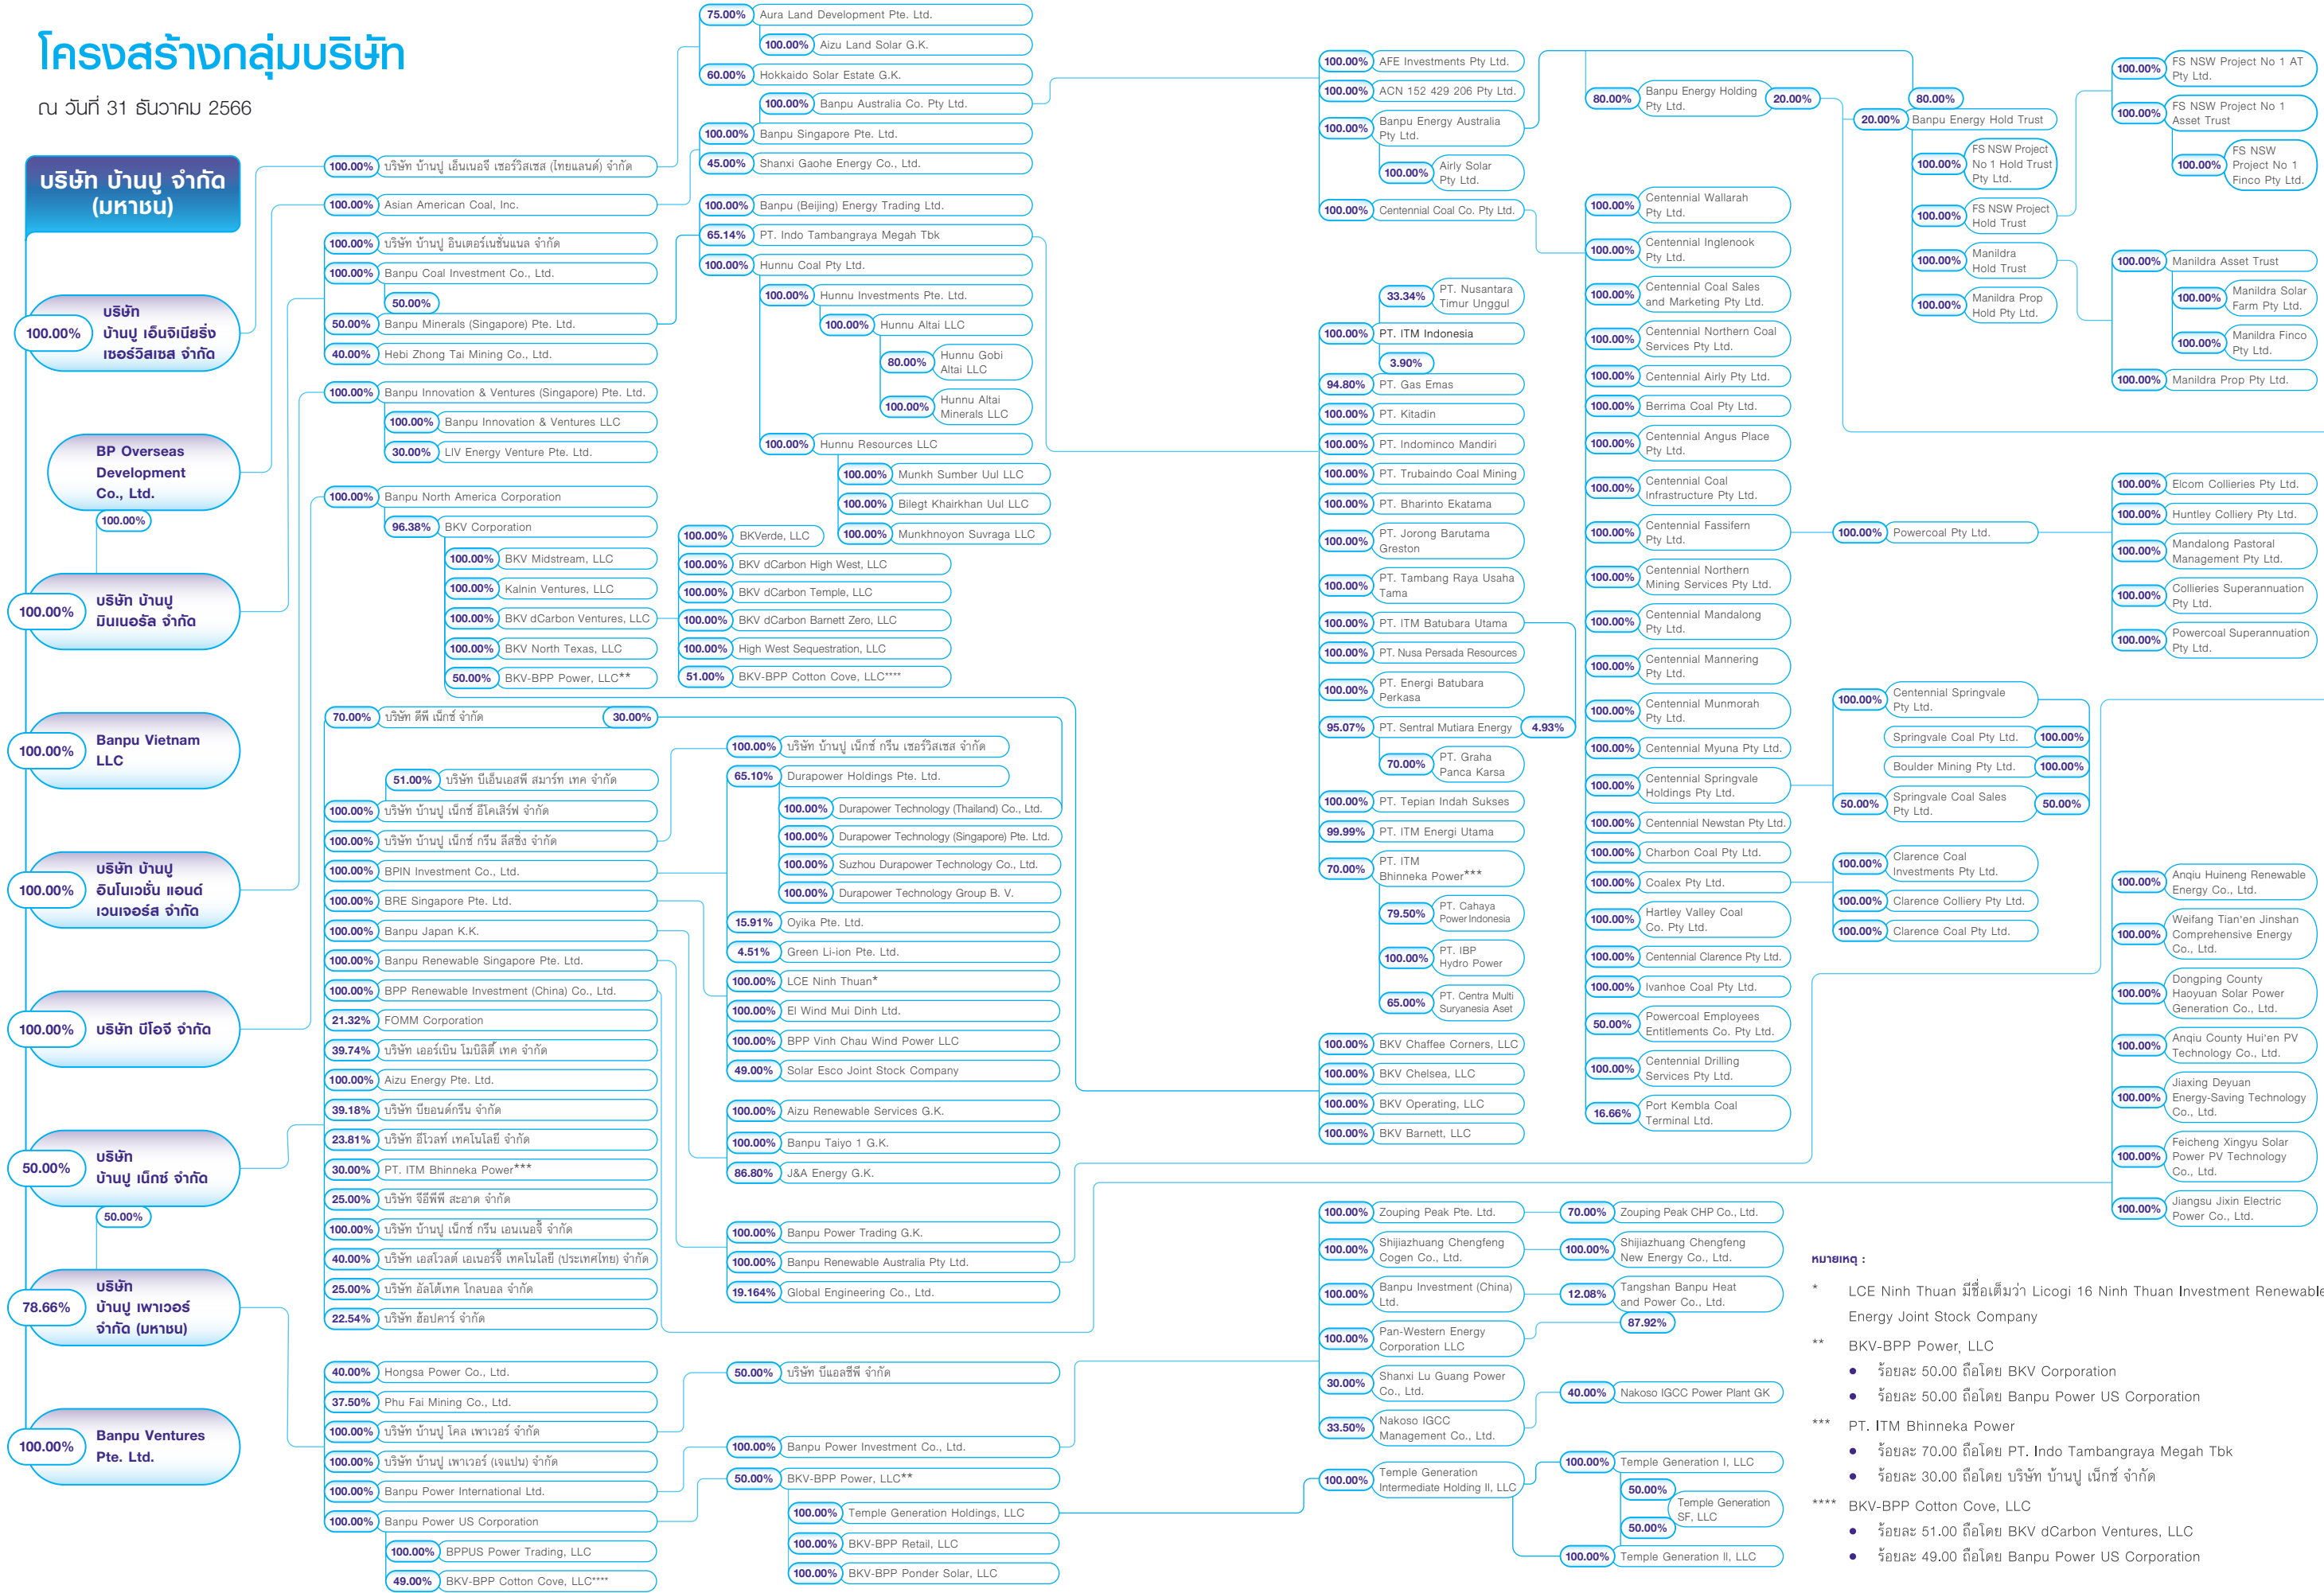 โครงสร้างกลุ่มบริษัท
ณ วันที่ 31 ธันวาคม 2566
บริษัท บ้านปู จำกัด
(มหาชน)
100.00%
บริษัท
บ้านปู เอ็นจิเนียริ่ง
เซอร์วิสเซส จำกัด
BP Overseas
Development
Co., Ltd.
100.00%
100.00%
บริษัท บ้านปู
มินเนอรัล จำกัด
100.00%
Banpu Vietnam
LLC
100.00%
บริษัท บ้านปู
อินโนเวชั่น แอนด์
เวนเจอร์ส จำกัด
100.00%
บริษัท บีโอจี จำกัด
50.00%
บริษัท
บ้านปู เน็กซ์ จำกัด
50.00%
78.66%
บริษัท
บ้านปู เพาเวอร์
จำกัด (มหาชน)
100.00%
Banpu Ventures
Pte. Ltd.
100.00% บริษัท บ้านปู เอ็นเนอจี เซอร์วิสเซส (ไทยแลนด์) จำกัด
100.00% Asian American Coal, Inc.
100.00% บริษัท บ้านปู อินเตอร์เนชั่นแนล จำกัด
100.00% Banpu Coal Investment Co., Ltd.
50.00%
50.00% Banpu Minerals (Singapore) Pte. Ltd.
40.00% Hebi Zhong Tai Mining Co., Ltd.
100.00% Banpu Innovation & Ventures (Singapore) Pte. Ltd.
100.00% Banpu Innovation & Ventures LLC
30.00% LIV Energy Venture Pte. Ltd.
100.00% Banpu North America Corporation
96.38% BKV Corporation
100.00% BKV Midstream, LLC
100.00% Kalnin Ventures, LLC
100.00% BKV dCarbon Ventures, LLC
100.00% BKV North Texas, LLC
50.00% BKV-BPP Power, LLC**
70.00% บริษัท ดีพี เน็กซ์ จำกัด 30.00%
51.00% บริษัท บีเอ็นเอสพี สมาร์ท เทค จำกัด
100.00% บริษัท บ้านปู เน็กซ์ อีโคเสิร์ฟ จำกัด
100.00% บริษัท บ้านปู เน็กซ์ กรีน ลีสซิ่ง จำกัด
100.00% BPIN Investment Co., Ltd.
100.00% BRE Singapore Pte. Ltd.
100.00% Banpu Japan K.K.
100.00% Banpu Renewable Singapore Pte. Ltd.
100.00% BPP Renewable Investment (China) Co., Ltd.
21.32% FOMM Corporation
39.74% บริษัท เออร์เบิน โมบิลิตี้ เทค จำกัด
100.00% Aizu Energy Pte. Ltd.
39.18% บริษัท บียอนด์กรีน จำกัด
23.81% บริษัท อีโวลท์ เทคโนโลยี จำกัด
30.00% PT. ITM Bhinneka Power***
25.00% บริษัท จีอีพีพี สะอาด จำกัด
100.00% บริษัท บ้านปู เน็กซ์ กรีน เอนเนอจี้ จำกัด
40.00% บริษัท เอสโวลต์ เอเนอร์จี้ เทคโนโลยี (ประเทศไทย) จำกัด
25.00% บริษัท อัลโต้เทค โกลบอล จำกัด
22.54% บริษัท ฮ้อปคาร์ จำกัด
40.00% Hongsa Power Co., Ltd.
37.50% Phu Fai Mining Co., Ltd.
100.00% บริษัท บ้านปู โคล เพาเวอร์ จำกัด
100.00% บริษัท บ้านปู เพาเวอร์ (เจแปน) จำกัด
100.00% Banpu Power International Ltd.
100.00% Banpu Power US Corporation
100.00% BPPUS Power Trading, LLC
49.00% BKV-BPP Cotton Cove, LLC****
75.00% Aura Land Development Pte. Ltd.
100.00% Aizu Land Solar G.K.
60.00% Hokkaido Solar Estate G.K.
100.00% Banpu Australia Co. Pty Ltd.
100.00% Banpu Singapore Pte. Ltd.
45.00% Shanxi Gaohe Energy Co., Ltd.
100.00% Banpu (Beijing) Energy Trading Ltd.
65.14% PT. Indo Tambangraya Megah Tbk
100.00% Hunnu Coal Pty Ltd.
100.00% Hunnu Investments Pte. Ltd.
100.00% Hunnu Altai LLC
80.00% Hunnu Gobi
Altai LLC
100.00% Hunnu Altai
Minerals LLC
100.00% Hunnu Resources LLC
100.00% Munkh Sumber Uul LLC
100.00% Bilegt Khairkhan Uul LLC
100.00% Munkhnoyon Suvraga LLC
100.00% BKVerde, LLC
100.00% BKV dCarbon High West, LLC
100.00% BKV dCarbon Temple, LLC
100.00% BKV dCarbon Barnett Zero, LLC
100.00% High West Sequestration, LLC
51.00% BKV-BPP Cotton Cove, LLC****
100.00% บริษัท บ้านปู เน็กซ์ กรีน เซอร์วิสเซส จำกัด
65.10% Durapower Holdings Pte. Ltd.
100.00% Durapower Technology (Thailand) Co., Ltd.
100.00% Durapower Technology (Singapore) Pte. Ltd.
100.00% Suzhou Durapower Technology Co., Ltd.
100.00% Durapower Technology Group B. V.
15.91% Oyika Pte. Ltd.
4.51% Green Li-ion Pte. Ltd.
100.00% LCE Ninh Thuan*
100.00% El Wind Mui Dinh Ltd.
100.00% BPP Vinh Chau Wind Power LLC
49.00% Solar Esco Joint Stock Company
100.00% Aizu Renewable Services G.K.
100.00% Banpu Taiyo 1 G.K.
86.80% J&A Energy G.K.
100.00% Banpu Power Trading G.K.
100.00% Banpu Renewable Australia Pty Ltd.
19.164% Global Engineering Co., Ltd.
50.00% บริษัท บีแอลซีพี จำกัด
100.00% Banpu Power Investment Co., Ltd.
50.00% BKV-BPP Power, LLC**
100.00% Temple Generation Holdings, LLC
100.00% BKV-BPP Retail, LLC
100.00% BKV-BPP Ponder Solar, LLC
100.00% AFE Investments Pty Ltd.
100.00% ACN 152 429 206 Pty Ltd.
100.00% Banpu Energy Australia
Pty Ltd.
100.00% Airly Solar
Pty Ltd.
100.00% Centennial Coal Co. Pty Ltd.
33.34% PT. Nusantara
Timur Unggul
100.00% PT. ITM Indonesia
3.90%
94.80% PT. Gas Emas
100.00% PT. Kitadin
100.00% PT. Indominco Mandiri
100.00% PT. Trubaindo Coal Mining
100.00% PT. Bharinto Ekatama
100.00% PT. Jorong Barutama
Greston
100.00% PT. Tambang Raya Usaha
Tama
100.00% PT. ITM Batubara Utama
100.00% PT. Nusa Persada Resources
100.00% PT. Energi Batubara
Perkasa
95.07% PT. Sentral Mutiara Energy 4.93%
70.00% PT. Graha
Panca Karsa
100.00% PT. Tepian Indah Sukses
99.99% PT. ITM Energi Utama
70.00% PT. ITM
Bhinneka Power***
79.50% PT. Cahaya
Power Indonesia
100.00% PT. IBP
Hydro Power
65.00% PT. Centra Multi
Suryanesia Aset
100.00% BKV Chaffee Corners, LLC
100.00% BKV Chelsea, LLC
100.00% BKV Operating, LLC
100.00% BKV Barnett, LLC
100.00% Zouping Peak Pte. Ltd.
100.00% Shijiazhuang Chengfeng
Cogen Co., Ltd.
100.00% Banpu Investment (China)
Ltd.
100.00% Pan-Western Energy
Corporation LLC
30.00% Shanxi Lu Guang Power
Co., Ltd.
33.50% Nakoso IGCC
Management Co., Ltd.
100.00% Temple Generation
Intermediate Holding II, LLC
70.00% Zouping Peak CHP Co., Ltd.
100.00% Shijiazhuang Chengfeng
New Energy Co., Ltd.
12.08% Tangshan Banpu Heat
and Power Co., Ltd.
87.92%
40.00% Nakoso IGCC Power Plant GK
100.00% Temple Generation I, LLC
50.00%
Temple Generation
SF, LLC
50.00%
100.00% Temple Generation II, LLC
80.00% Banpu Energy Holding
Pty Ltd. 20.00%
100.00% Centennial Wallarah
Pty Ltd.
100.00% Centennial Inglenook
Pty Ltd.
100.00% Centennial Coal Sales
and Marketing Pty Ltd.
100.00% Centennial Northern Coal
Services Pty Ltd.
100.00% Centennial Airly Pty Ltd.
100.00% Berrima Coal Pty Ltd.
100.00% Centennial Angus Place
Pty Ltd.
100.00% Centennial Coal
Infrastructure Pty Ltd.
100.00% Centennial Fassifern
Pty Ltd.
100.00% Centennial Northern
Mining Services Pty Ltd.
100.00% Centennial Mandalong
Pty Ltd.
100.00% Centennial Mannering
Pty Ltd.
100.00% Centennial Munmorah
Pty Ltd.
100.00% Centennial Myuna Pty Ltd.
100.00% Centennial Springvale
Holdings Pty Ltd.
100.00% Centennial Newstan Pty Ltd.
100.00% Charbon Coal Pty Ltd.
100.00% Coalex Pty Ltd.
100.00% Hartley Valley Coal
Co. Pty Ltd.
100.00% Centennial Clarence Pty Ltd.
100.00% Ivanhoe Coal Pty Ltd.
50.00% Powercoal Employees
Entitlements Co. Pty Ltd.
100.00% Centennial Drilling
Services Pty Ltd.
16.66% Port Kembla Coal
Terminal Ltd.
80.00%
20.00% Banpu Energy Hold Trust
100.00% FS NSW Project
No 1 Hold Trust
Pty Ltd.
100.00% FS NSW Project
Hold Trust
100.00% Manildra
Hold Trust
100.00% Manildra Prop
Hold Pty Ltd.
100.00% Powercoal Pty Ltd.
100.00% Centennial Springvale
Pty Ltd.
Springvale Coal Pty Ltd. 100.00%
Boulder Mining Pty Ltd. 100.00%
50.00% Springvale Coal Sales
Pty Ltd. 50.00%
100.00% Clarence Coal
Investments Pty Ltd.
100.00% Clarence Colliery Pty Ltd.
100.00% Clarence Coal Pty Ltd.
100.00% FS NSW Project No 1 AT
Pty Ltd.
100.00% FS NSW Project No 1
Asset Trust
100.00% FS NSW
Project No 1
Finco Pty Ltd.
100.00% Manildra Asset Trust
100.00% Manildra Solar
Farm Pty Ltd.
100.00% Manildra Finco
Pty Ltd.
100.00% Manildra Prop Pty Ltd.
100.00% Elcom Collieries Pty Ltd.
100.00% Huntley Colliery Pty Ltd.
100.00% Mandalong Pastoral
Management Pty Ltd.
100.00% Collieries Superannuation
Pty Ltd.
100.00% Powercoal Superannuation
Pty Ltd.
100.00% Anqiu Huineng Renewable
Energy Co., Ltd.
100.00% Weifang Tian'en Jinshan
Comprehensive Energy
Co., Ltd.
100.00% Dongping County
Haoyuan Solar Power
Generation Co., Ltd.
100.00% Anqiu County Hui'en PV
Technology Co., Ltd.
100.00% Jiaxing Deyuan
Energy-Saving Technology
Co., Ltd.
100.00% Feicheng Xingyu Solar
Power PV Technology
Co., Ltd.
100.00% Jiangsu Jixin Electric
Power Co., Ltd.
หมายเหตุ :
* LCE Ninh Thuan มีชื่อเต็มว่า Licogi 16 Ninh Thuan Investment Renewable
Energy Joint Stock Company
** BKV-BPP Power, LLC
• ร้อยละ 50.00 ถือโดย BKV Corporation
• ร้อยละ 50.00 ถือโดย Banpu Power US Corporation
*** PT. ITM Bhinneka Power
• ร้อยละ 70.00 ถือโดย PT. Indo Tambangraya Megah Tbk
• ร้อยละ 30.00 ถือโดย บริษัท บ้านปู เน็กซ์ จำกัด
**** BKV-BPP Cotton Cove, LLC
• ร้อยละ 51.00 ถือโดย BKV dCarbon Ventures, LLC
• ร้อยละ 49.00 ถือโดย Banpu Power US Corporation